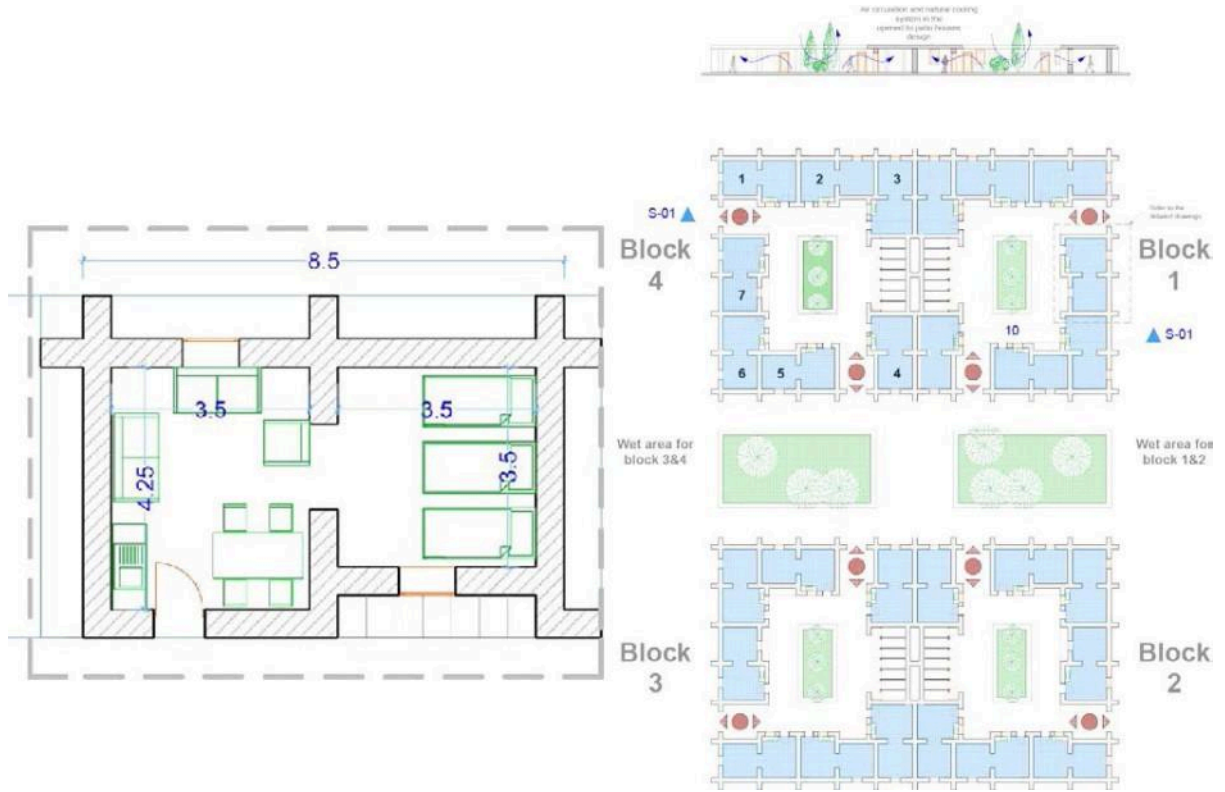 Air circulation and natural cooling
system in the
opened to patio houses
design
8.5
3.5
3.5
4.25
3.5
1
2
3
S-01
Block
4
Block
1
7
10
S-01
6
5
4
Wet area for
block 3&4
Wet area for
block 1&2
Block
3
Block
2